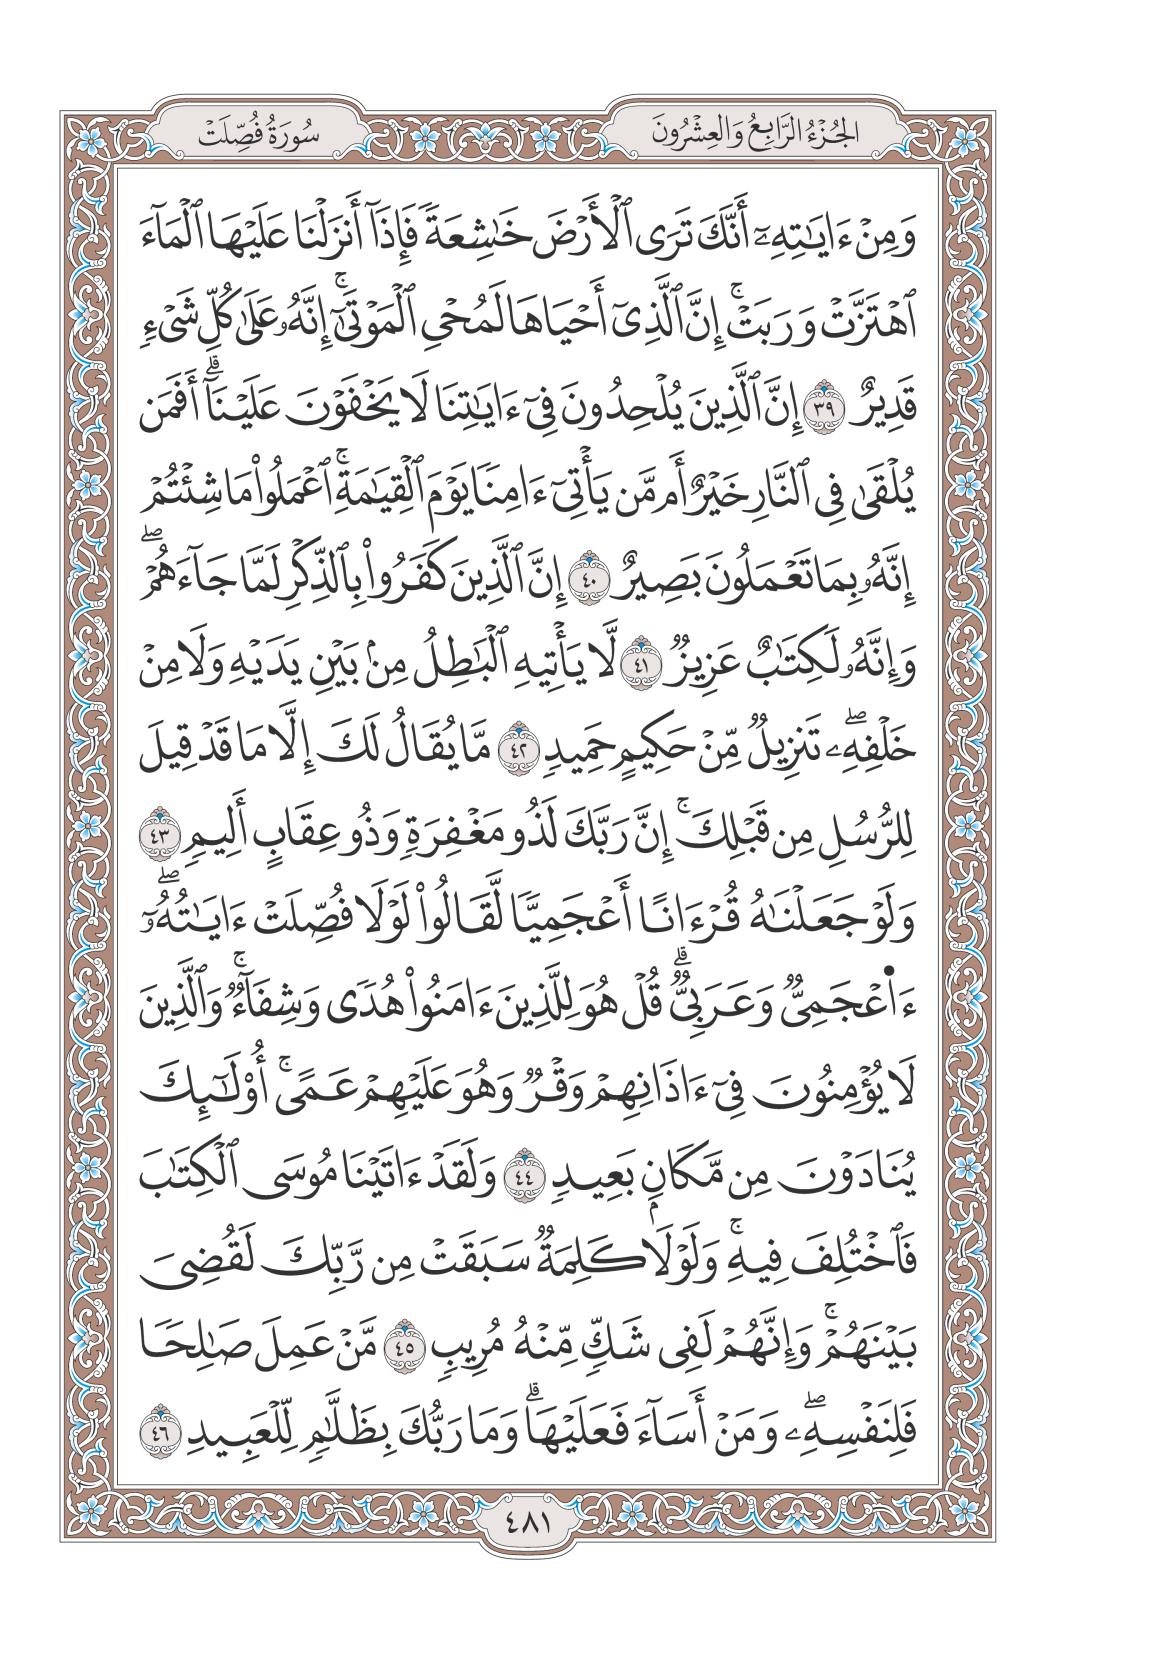 الجُزْءُ الرَّابِعُ وَالعِشْرُونَ
سُورَةُ فُصِّلَتْ
وَمِنْ ءَايَٰتِهِۦٓ أَنَّكَ تَرَى ٱلْأَرْضَ خَٰشِعَةً فَإِذَآ أَنزَلْنَا عَلَيْهَا ٱلْمَآءَ
ٱهْتَزَّتْ وَرَبَتْ ۚ إِنَّ ٱلَّذِىٓ أَحْيَاهَا لَمُحْىِ ٱلْمَوْتَىٰٓ ۚ إِنَّهُۥ عَلَىٰ كُلِّ شَىْءٍ
قَدِيرٌ ٣٩ إِنَّ ٱلَّذِينَ يُلْحِدُونَ فِىٓ ءَايَٰتِنَا لَا يَخْفَوْنَ عَلَيْنَآ ۗ أَفَمَن
يُلْقَىٰ فِى ٱلنَّارِ خَيْرٌ أَم مَّن يَأْتِىٓ ءَامِنًا يَوْمَ ٱلْقِيَٰمَةِ ۚ ٱعْمَلُوا۟ مَا شِئْتُمْ ۖ
إِنَّهُۥ بِمَا تَعْمَلُونَ بَصِيرٌ ٤٠ إِنَّ ٱلَّذِينَ كَفَرُوا۟ بِٱلذِّكْرِ لَمَّا جَآءَهُمْ ۖ
وَإِنَّهُۥ لَكِتَٰبٌ عَزِيزٌ ٤١ لَّا يَأْتِيهِ ٱلْبَٰطِلُ مِنۢ بَيْنِ يَدَيْهِ وَلَا مِنْ
خَلْفِهِۦ ۖ تَنزِيلٌ مِّنْ حَكِيمٍ حَمِيدٍ ٤٢ مَّا يُقَالُ لَكَ إِلَّا مَا قَدْ قِيلَ
لِلرُّسُلِ مِن قَبْلِكَ ۚ إِنَّ رَبَّكَ لَذُو مَغْفِرَةٍ وَذُو عِقَابٍ أَلِيمٍ ٤٣
وَلَوْ جَعَلْنَٰهُ قُرْءَانًا أَعْجَمِيًّا لَّقَالُوا۟ لَوْلَا فُصِّلَتْ ءَايَٰتُهُۥٓ ۖ
ءَا۬عْجَمِىٌّ وَعَرَبِىٌّ ۗ قُلْ هُوَ لِلَّذِينَ ءَامَنُوا۟ هُدًى وَشِفَآءٌ ۚ وَٱلَّذِينَ
لَا يُؤْمِنُونَ فِىٓ ءَاذَانِهِمْ وَقْرٌ وَهُوَ عَلَيْهِمْ عَمًى ۚ أُو۟لَٰٓئِكَ
يُنَادَوْنَ مِن مَّكَانٍۭ بَعِيدٍ ٤٤ وَلَقَدْ ءَاتَيْنَا مُوسَى ٱلْكِتَٰبَ
فَٱخْتُلِفَ فِيهِ ۚ وَلَوْلَا كَلِمَةٌ سَبَقَتْ مِن رَّبِّكَ لَقُضِىَ
بَيْنَهُمْ ۚ وَإِنَّهُمْ لَفِى شَكٍّ مِّنْهُ مُرِيبٍ ٤٥ مَّنْ عَمِلَ صَٰلِحًا
فَلِنَفْسِهِۦ ۖ وَمَنْ أَسَآءَ فَعَلَيْهَا ۗ وَمَا رَبُّكَ بِظَلَّٰمٍ لِّلْعَبِيدِ ٤٦
٤٨١